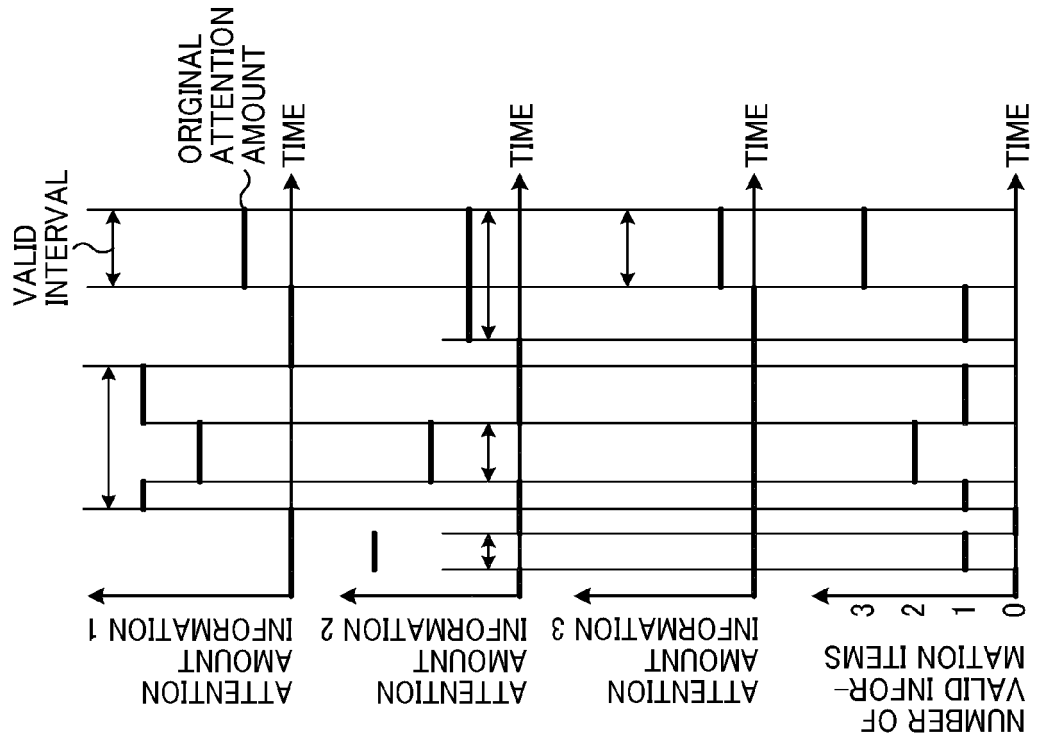 VALID
INTERVAL
ORIGINAL
ATTENTION
AMOUNT
TIME
TIME
TIME
TIME
ATTENTION
AMOUNT
INFORMATION 1
ATTENTION
AMOUNT
INFORMATION 2
ATTENTION
AMOUNT
INFORMATION 3
NUMBER OF
VALID INFOR-
MATION ITEMS
3
2
1
0